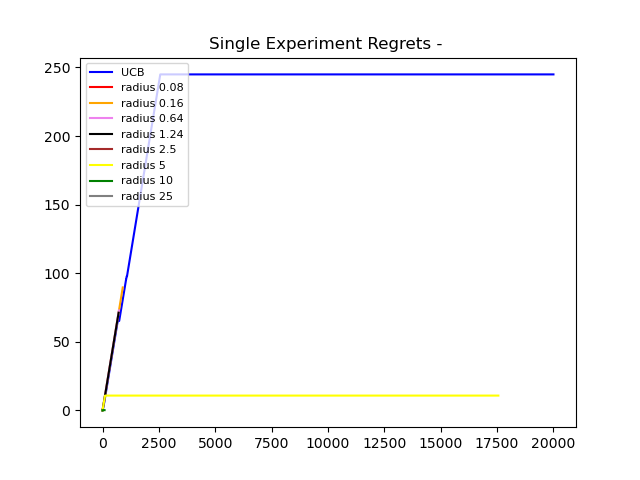 Single Experiment Regrets -
250
200
150
100
50
0
UCB
radius 0.08
radius 0.16
radius 0.64
radius 1.24
radius 2.5
radius 5
radius 10
radius 25
0 2500 5000 7500 10000 12500 15000 17500 20000